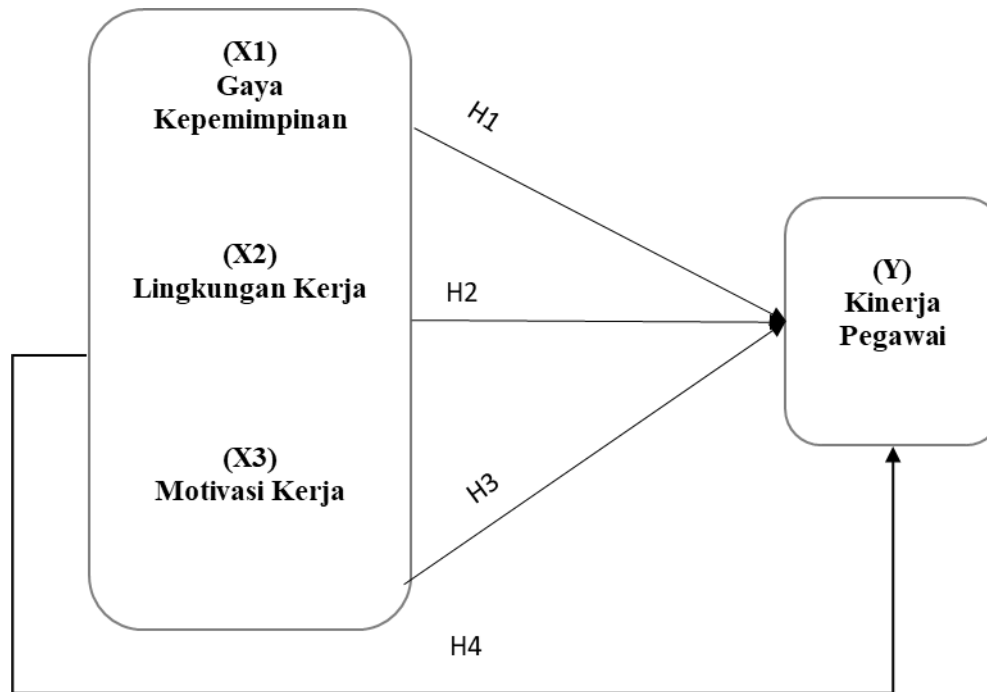 (X1)
Gaya
Kepemimpinan
H1
(X2)
Lingkungan Kerja
H2
(Y)
Kinerja
Pegawai
(X3)
Motivasi Kerja
H3
H4